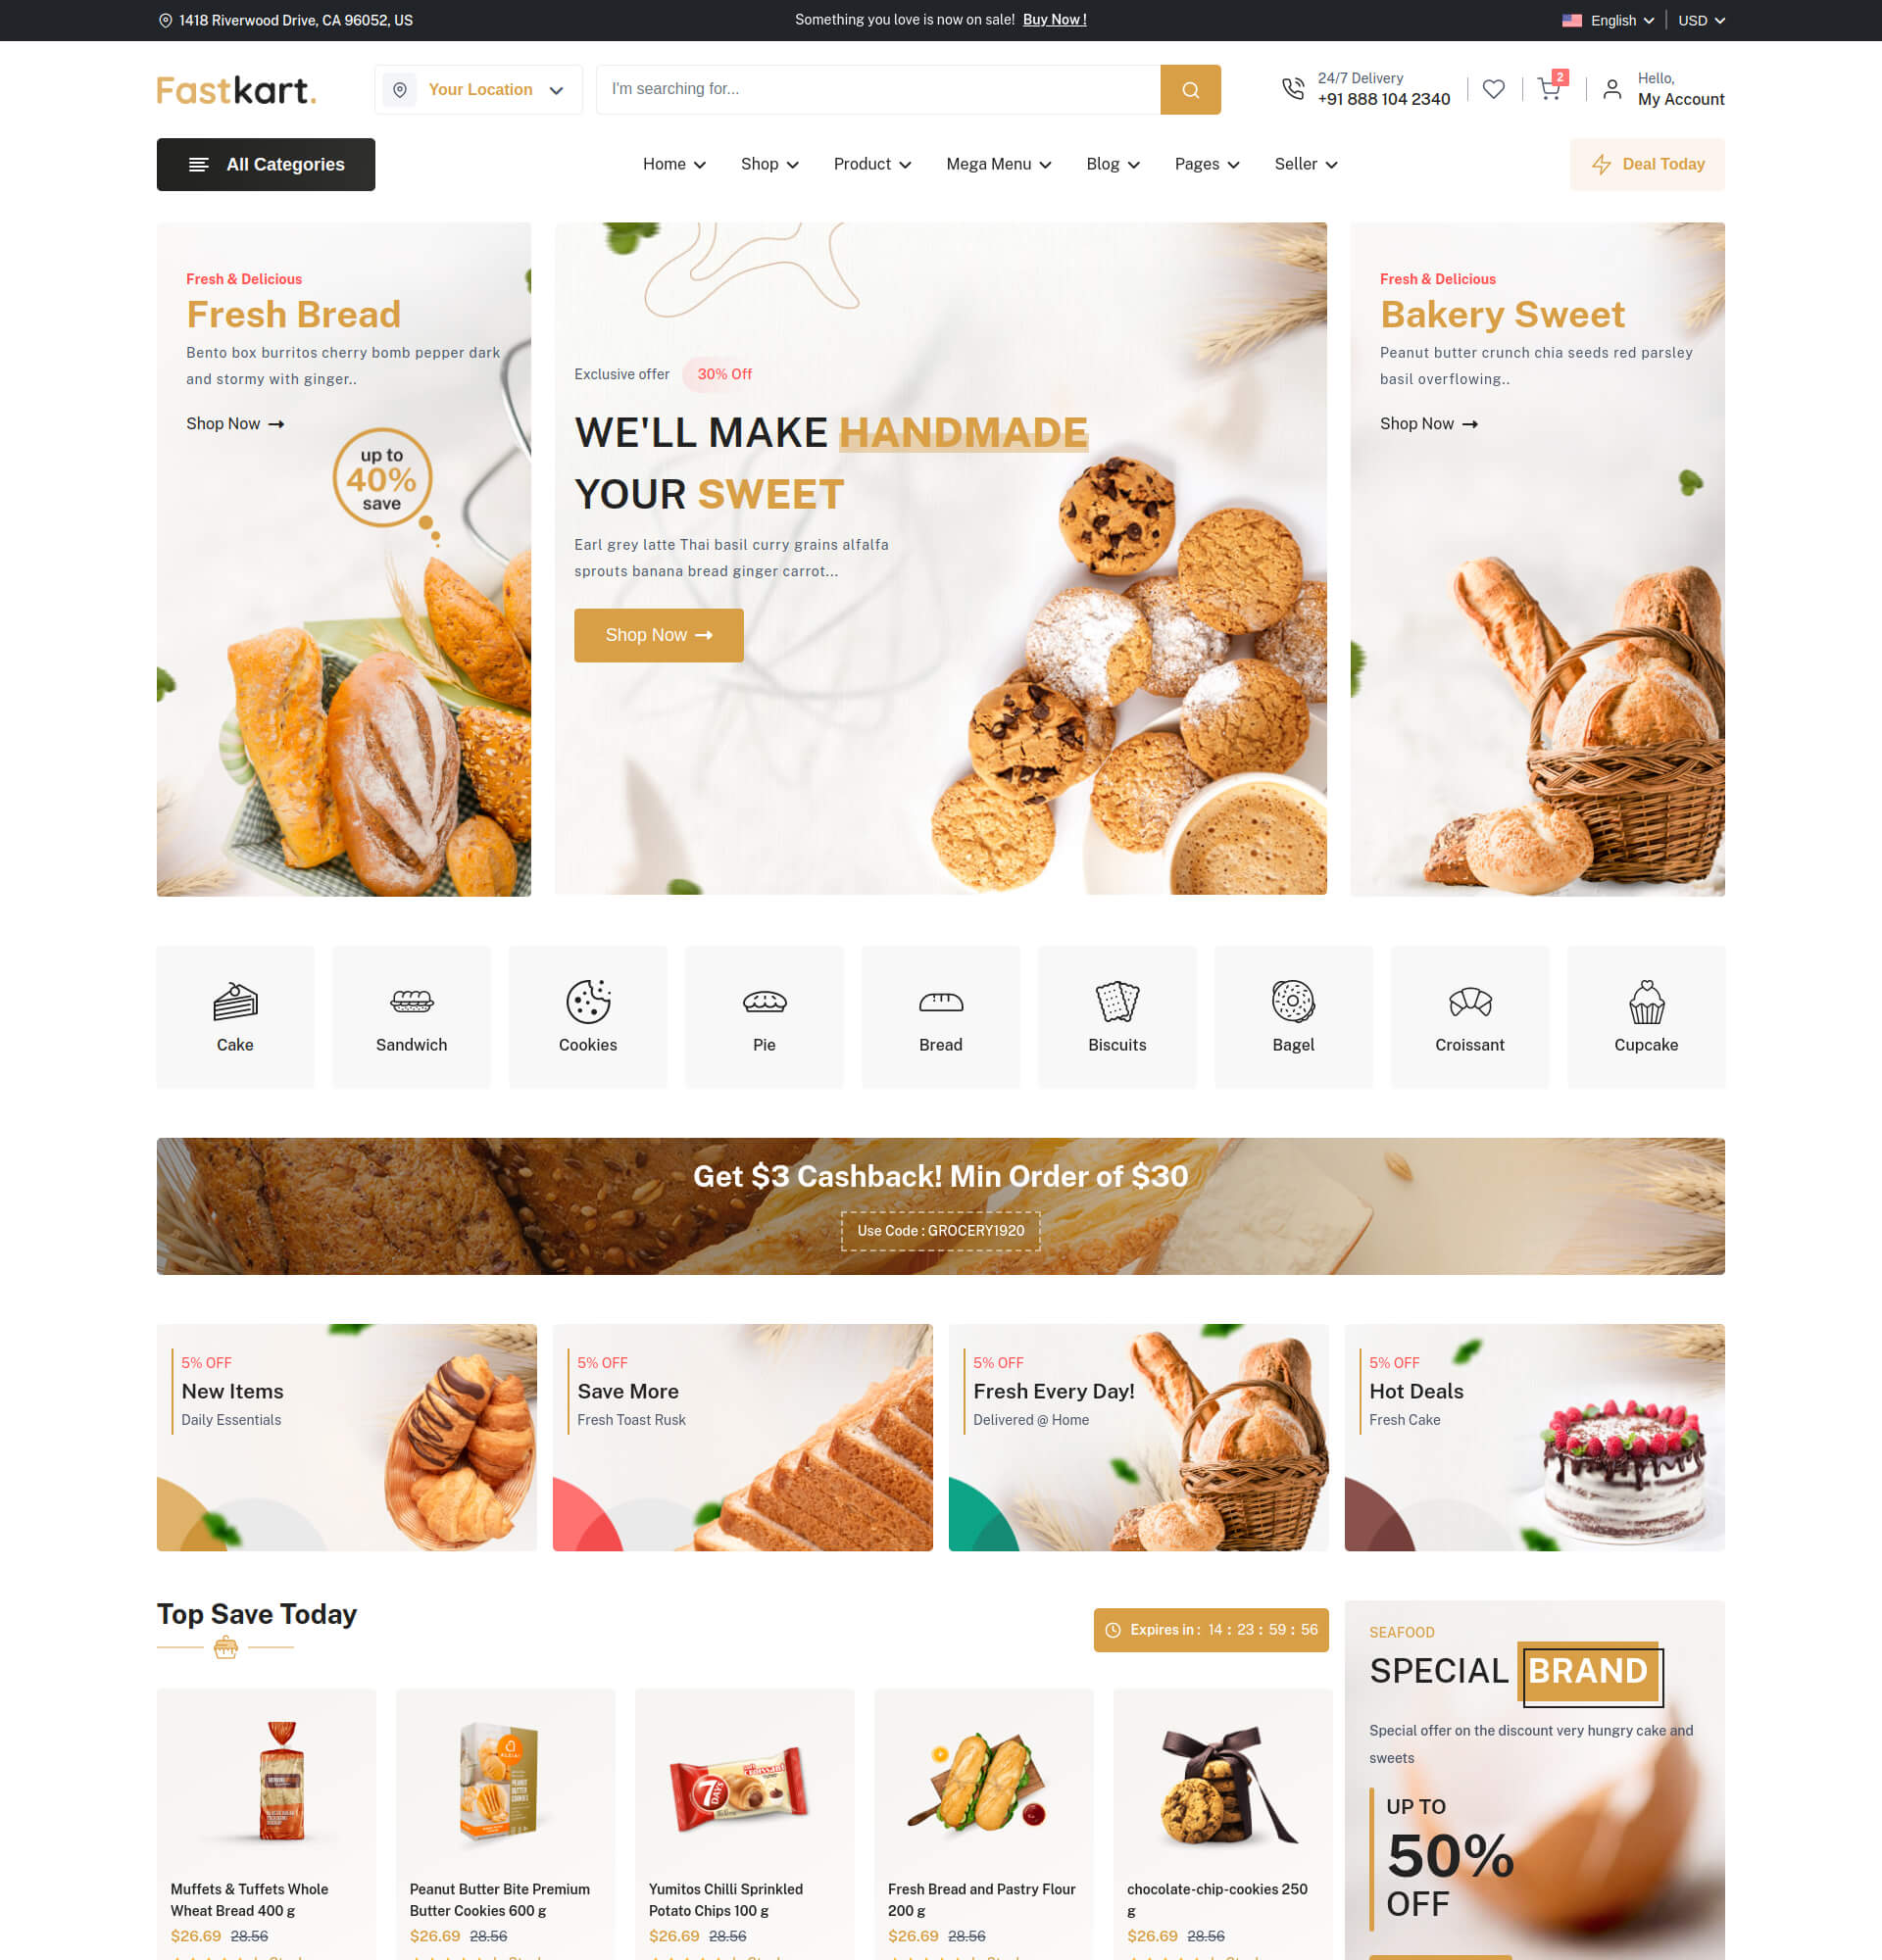 1418 Riverwood Drive, CA 96052, US
Something you love is now on sale! Buy Now !
English
USD
Fastkart.
Your Location
I'm searching for...
24/7 Delivery
+91 888 104 2340
2
Hello,
My Account
All Categories
Home
Shop
Product
Mega Menu
Blog
Pages
Seller
Deal Today
Fresh & Delicious
Fresh Bread
Bento box burritos cherry bomb pepper dark
and stormy with ginger..
Shop Now
up to
40%
save
Exclusive offer 30% Off
WE'LL MAKE HANDMADE
YOUR SWEET
Earl grey latte Thai basil curry grains alfalfa
sprouts banana bread ginger carrot...
Shop Now
Fresh & Delicious
Bakery Sweet
Peanut butter crunch chia seeds red parsley
basil overflowing..
Shop Now
Cake
Sandwich
Cookies
Pie
Bread
Biscuits
Bagel
Croissant
Cupcake
Get $3 Cashback! Min Order of $30
Use Code : GROCERY1920
5% OFF
New Items
Daily Essentials
5% OFF
Save More
Fresh Toast Rusk
5% OFF
Fresh Every Day!
Delivered @ Home
5% OFF
Hot Deals
Fresh Cake
Top Save Today
Expires in : 14 : 23 : 59 : 56
7 DAYS
Muffets & Tuffets Whole
Wheat Bread 400 g
$26.69 28.56
Peanut Butter Bite Premium
Butter Cookies 600 g
$26.69 28.56
Yumitos Chilli Sprinkled
Potato Chips 100 g
$26.69 28.56
Fresh Bread and Pastry Flour
200 g
$26.69 28.56
chocolate-chip-cookies 250
g
$26.69 28.56
SEAFOOD
SPECIAL BRAND
Special offer on the discount very hungry cake and
sweets
UP TO
50%
OFF